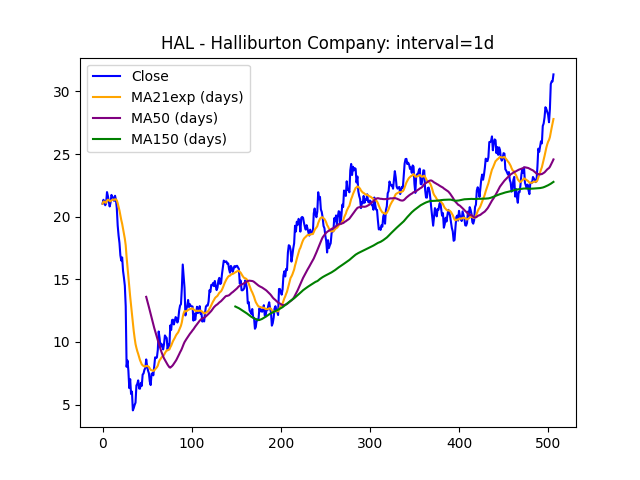 HAL - Halliburton Company: interval=1d
Close
MA21exp (days)
MA50 (days)
MA150 (days)
30
25
20
15
10
5
0 100 200 300 400 500